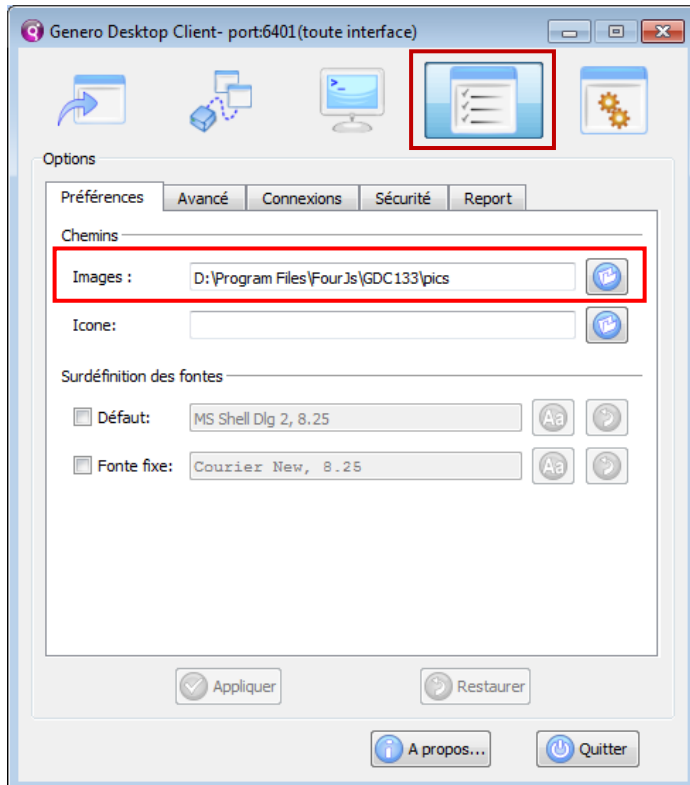 Genero Desktop Client- port:6401(toute interface)
Options
Préférences Avancé Connexions Sécurité Report
Chemins
Images : D:\Program Files\FourJs\GDC133\pics
Icone:
Surdéfinition des fontes
Défaut: MS Shell Dlg 2, 8.25 Aa
Fonte fixe: Courier New, 8.25 Aa
Appliquer Restaurer
A propos... Quitter